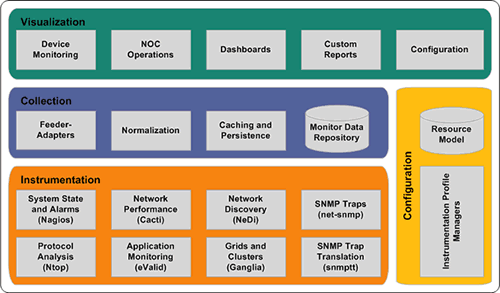 Visualization
Device
Monitoring
NOC
Operations
Dashboards
Custom
Reports
Configuration
Collection
Feeder-
Adapters
Normalization
Caching and
Persistence
Monitor Data
Repository
Instrumentation
System State
and Alarms
(Nagios)
Network
Performance
(Cacti)
Network
Discovery
(NeDi)
SNMP Traps
(net-snmp)
Protocol
Analysis
(Ntop)
Application
Monitoring
(eValid)
Grids and
Clusters
(Ganglia)
SNMP Trap
Translation
(snmptt)
Configuration
Resource
Model
Instrumentation Profile
Managers